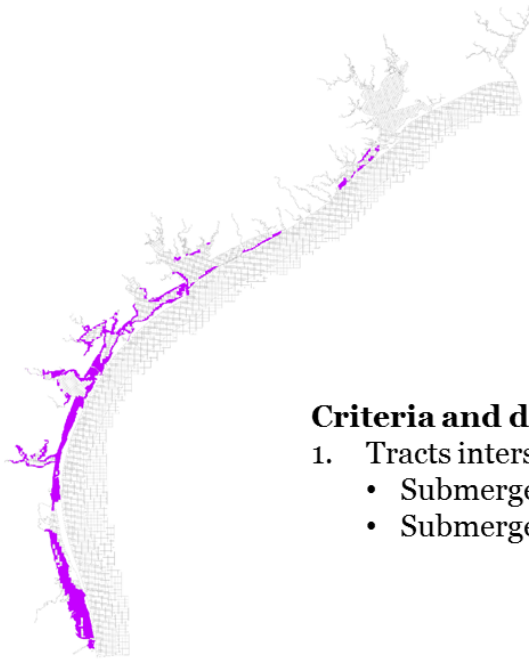 Criteria and d
1. Tracts inters
• Submerge
• Submerge